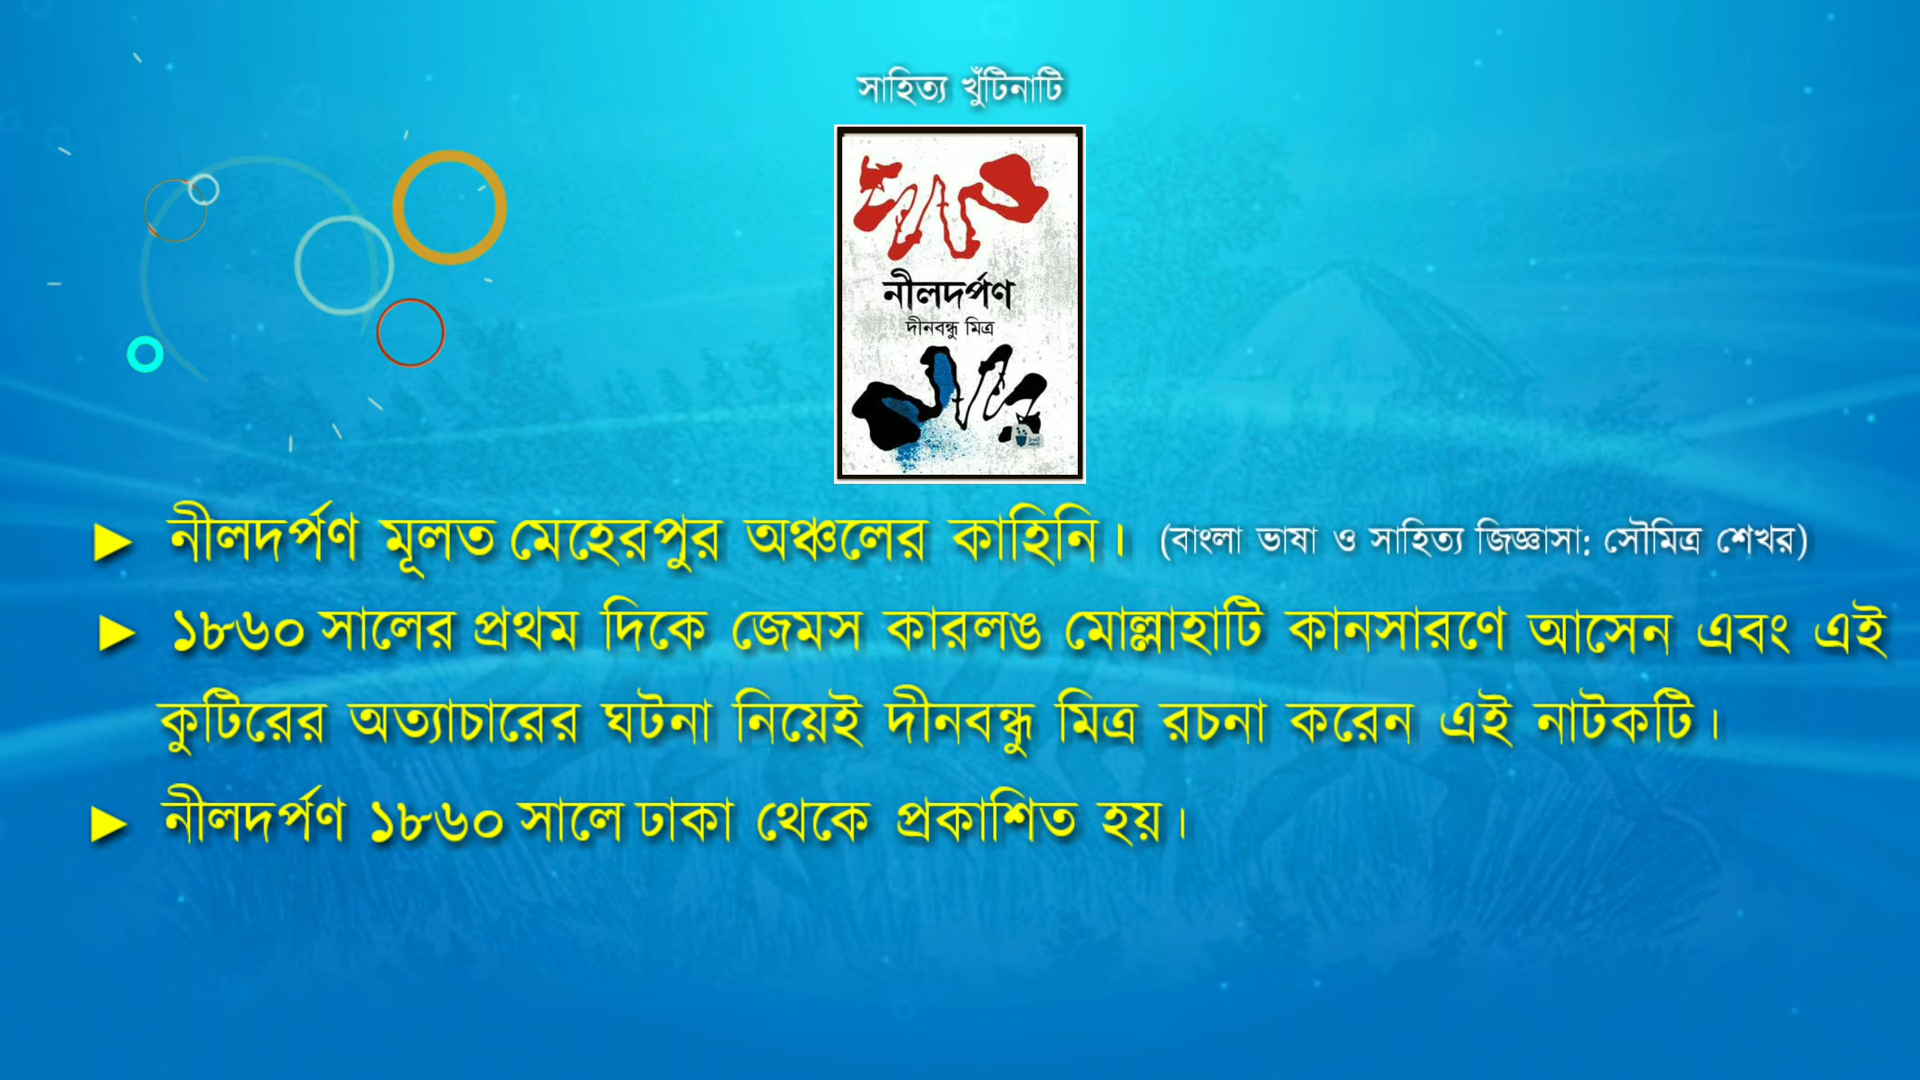 সাহিত্য খুঁটিনাটি
নীলদর্পণ
দীনবন্ধু মিত্র
► নীলদর্পণ মূলত মেহেরপুর অঞ্চলের কাহিনি। (বাংলা ভাষা ও সাহিত্য জিজ্ঞাসা: সৌমিত্র শেখর)
► ১৮৬০ সালের প্রথম দিকে জেমস কারলঙ মোল্লাহাটি কানসারণে আসেন এবং এই
কুটিরের অত্যাচারের ঘটনা নিয়েই দীনবন্ধু মিত্র রচনা করেন এই নাটকটি।
► নীলদর্পণ ১৮৬০ সালে ঢাকা থেকে প্রকাশিত হয়।